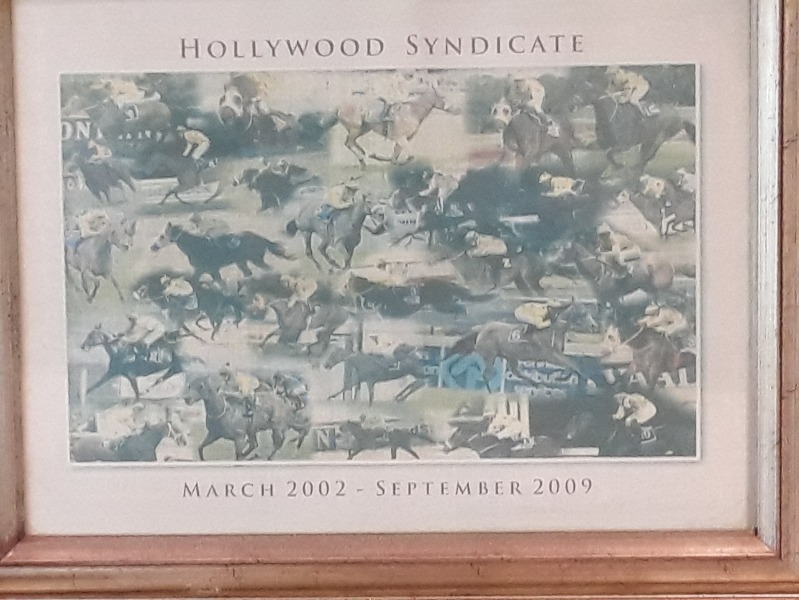 HOLLYWOOD SYNDICATE
MARCH 2002 - SEPTEMBER 2009